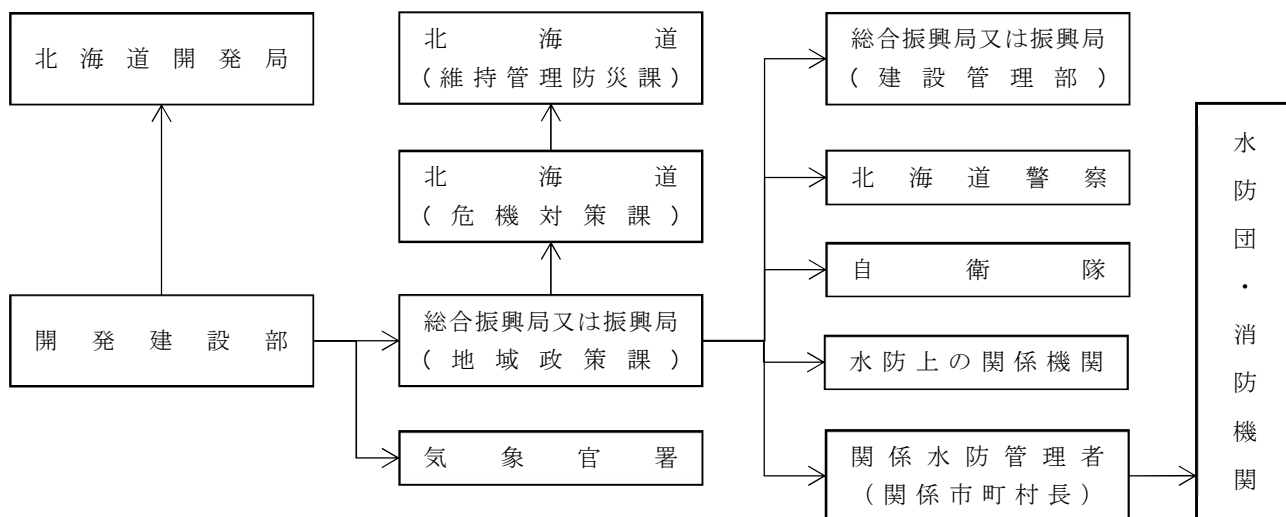 北海道開発局
開発建設部
北海道
(維持管理防災課)
北海道
(危機対策課)
総合振興局又は振興局
(地域政策課)
気象官署
総合振興局又は振興局
(建設管理部)
北海道警察
自衛隊
水防上の関係機関
関係水防管理者
(関係市町村長)
水防団・消防機関